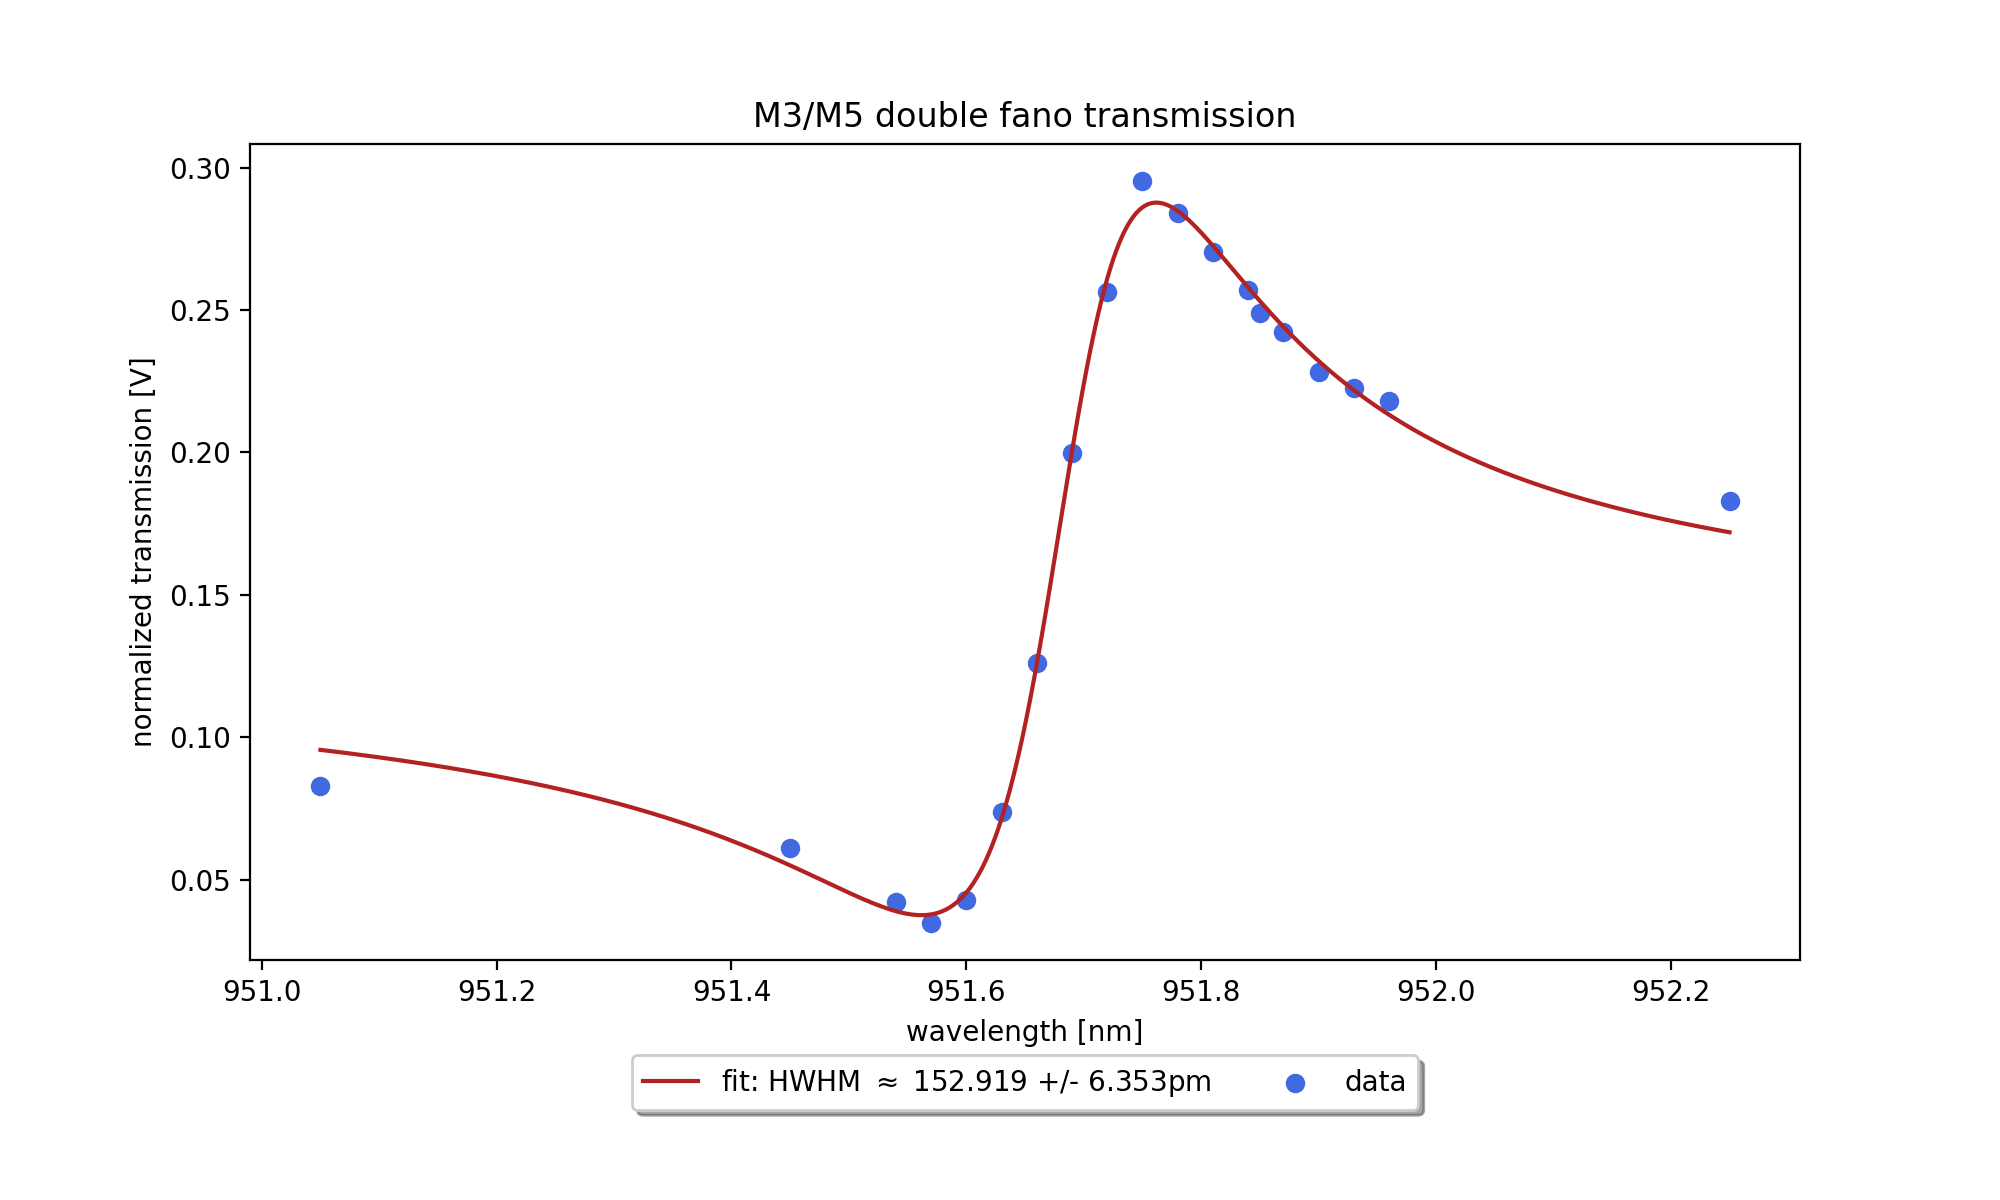 M3/M5 double fano transmission
0.30
0.25
0.20
0.15
0.10
0.05
normalized transmission [V]
951.0 951.2 951.4 951.6 951.8 952.0 952.2
wavelength [nm]
fit: HWHM ≈ 152.919 +/- 6.353pm data